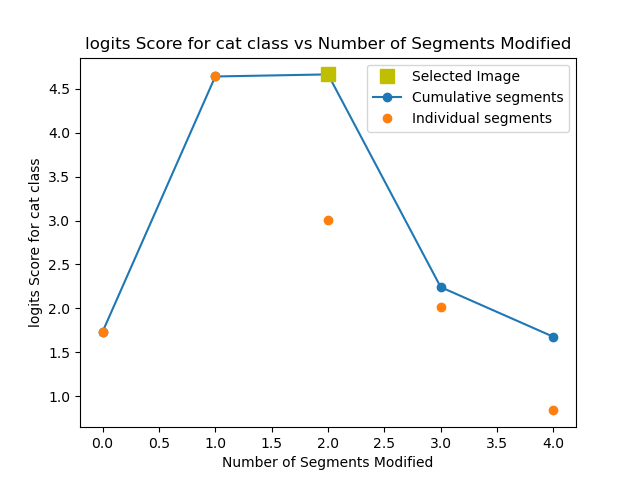 logits Score for cat class vs Number of Segments Modified
Selected Image
Cumulative segments
Individual segments
logits Score for cat class
4.5
4.0
3.5
3.0
2.5
2.0
1.5
1.0
0.0 0.5 1.0 1.5 2.0 2.5 3.0 3.5 4.0
Number of Segments Modified